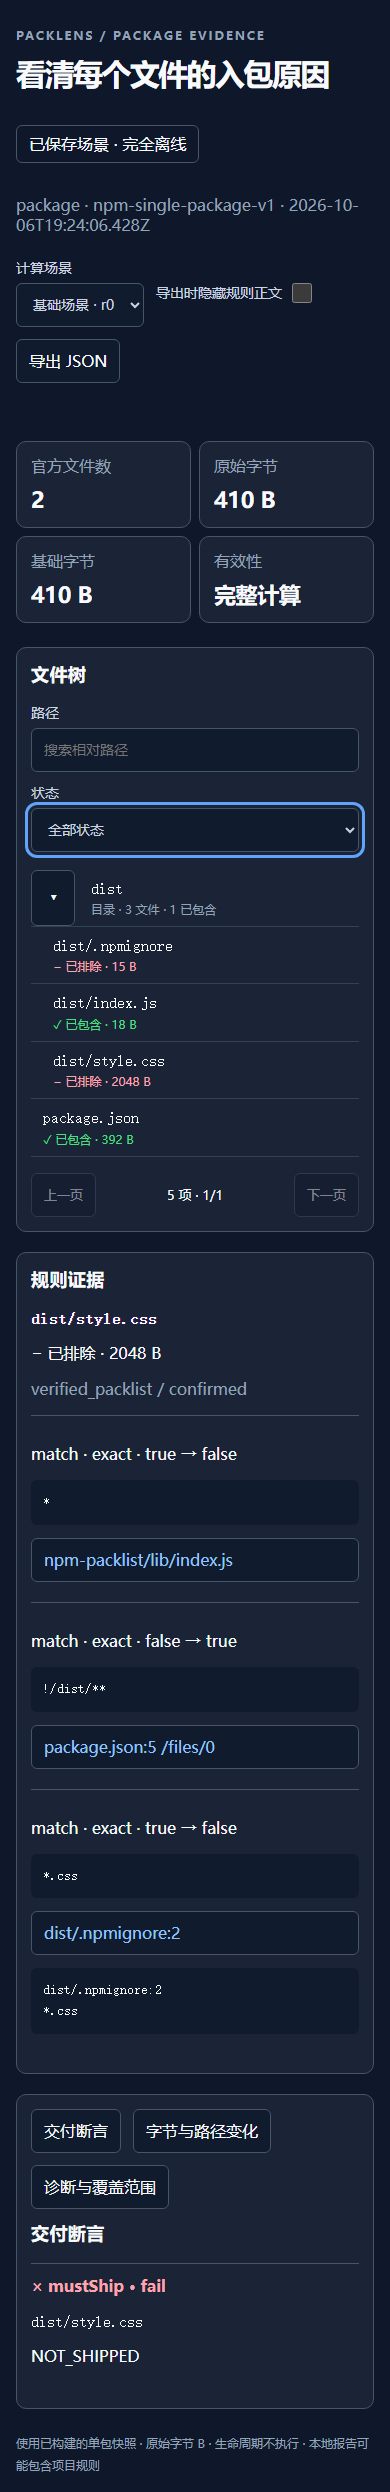 PACKLENS / PACKAGE EVIDENCE
看清每个文件的入包原因
已保存场景 · 完全离线
package · npm-single-package-v1 · 2026-10-
06T19:24:06.428Z
计算场景
基础场景 · r0
导出时隐藏规则正文
导出 JSON
官方文件数
2
原始字节
410 B
基础字节
410 B
有效性
完整计算
文件树
路径
搜索相对路径
状态
全部状态
▾ dist
目录 · 3 文件 · 1 已包含
dist/.npmignore
− 已排除 · 15 B
dist/index.js
✓ 已包含 · 18 B
dist/style.css
− 已排除 · 2048 B
package.json
✓ 已包含 · 392 B
上一页 5 项 · 1/1 下一页
规则证据
dist/style.css
− 已排除 · 2048 B
verified_packlist / confirmed
match · exact · true → false
*
npm-packlist/lib/index.js
match · exact · false → true
!/dist/**
package.json:5 /files/0
match · exact · true → false
*.css
dist/.npmignore:2
dist/.npmignore:2
*.css
交付断言 字节与路径变化
诊断与覆盖范围
交付断言
× mustShip • fail
dist/style.css
NOT_SHIPPED
使用已构建的单包快照 · 原始字节 B · 生命周期不执行 · 本地报告可
能包含项目规则